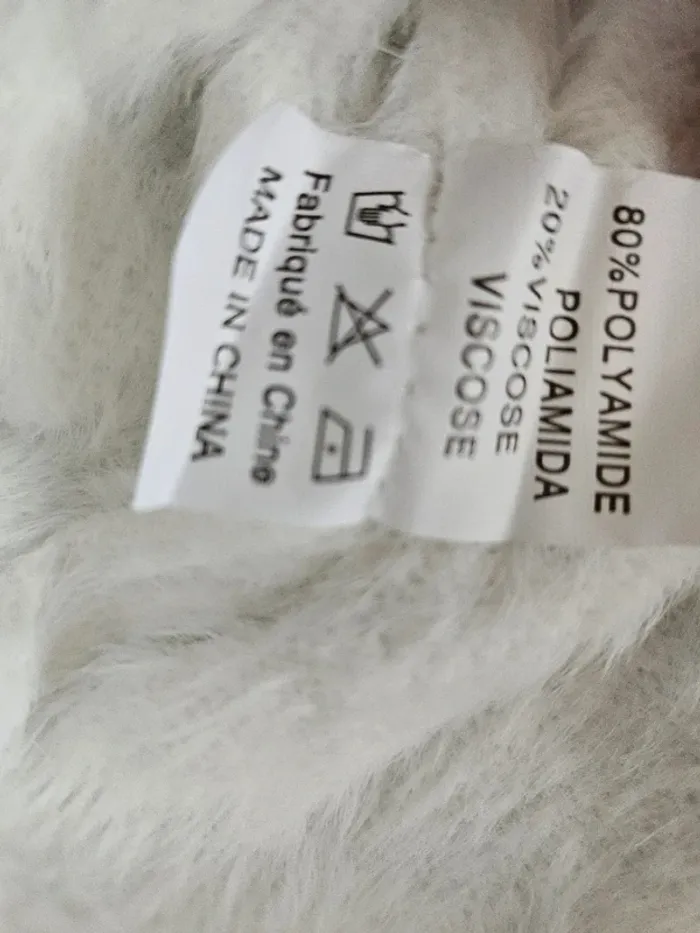 80%POLYAMIDE
POLIAMIDA
20%VISCOSE
VISCOSE
Fabriqué en Chine
MADE IN CHINA